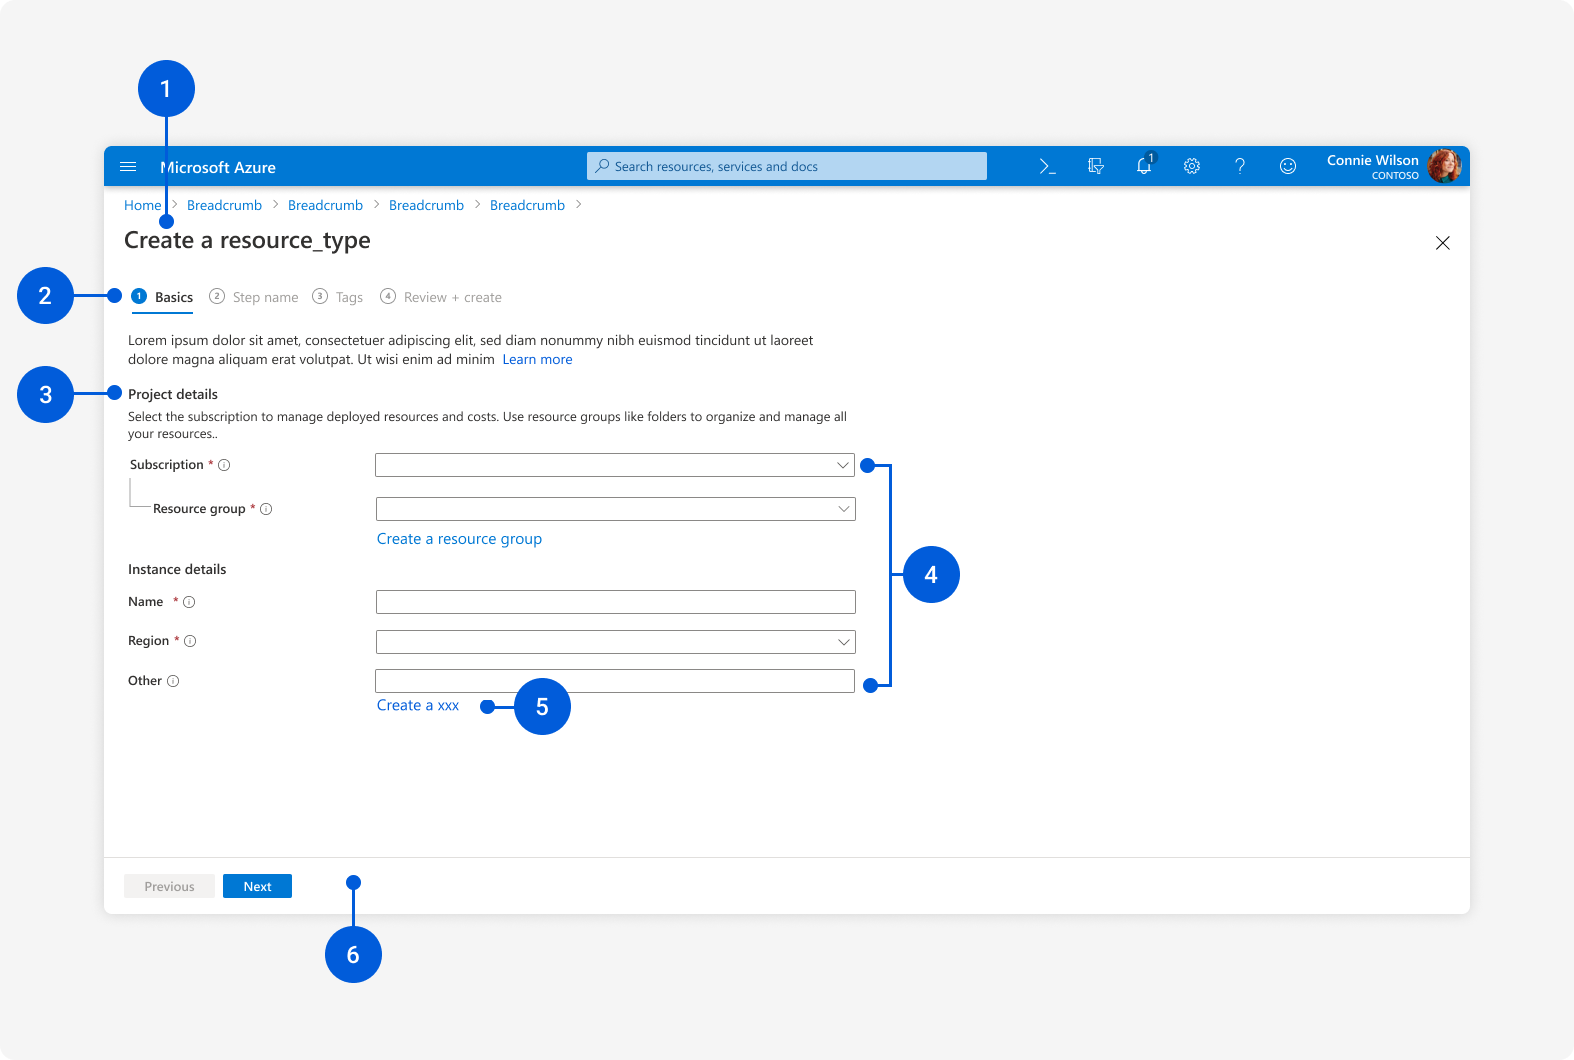 1
Microsoft Azure
Search resources, services and docs
1
Connie Wilson
CONTOSO
Home > Breadcrumb > Breadcrumb > Breadcrumb > Breadcrumb >
Create a resource_type
2
1 Basics 2 Step name 3 Tags 4 Review + create
Lorem ipsum dolor sit amet, consectetuer adipiscing elit, sed diam nonummy nibh euismod tincidunt ut laoreet
dolore magna aliquam erat volutpat. Ut wisi enim ad minim Learn more
3
Project details
Select the subscription to manage deployed resources and costs. Use resource groups like folders to organize and manage all
your resources..
Subscription *
Resource group *
Create a resource group
4
Instance details
Name *
Region *
Other
Create a xxx
5
Previous
Next
6